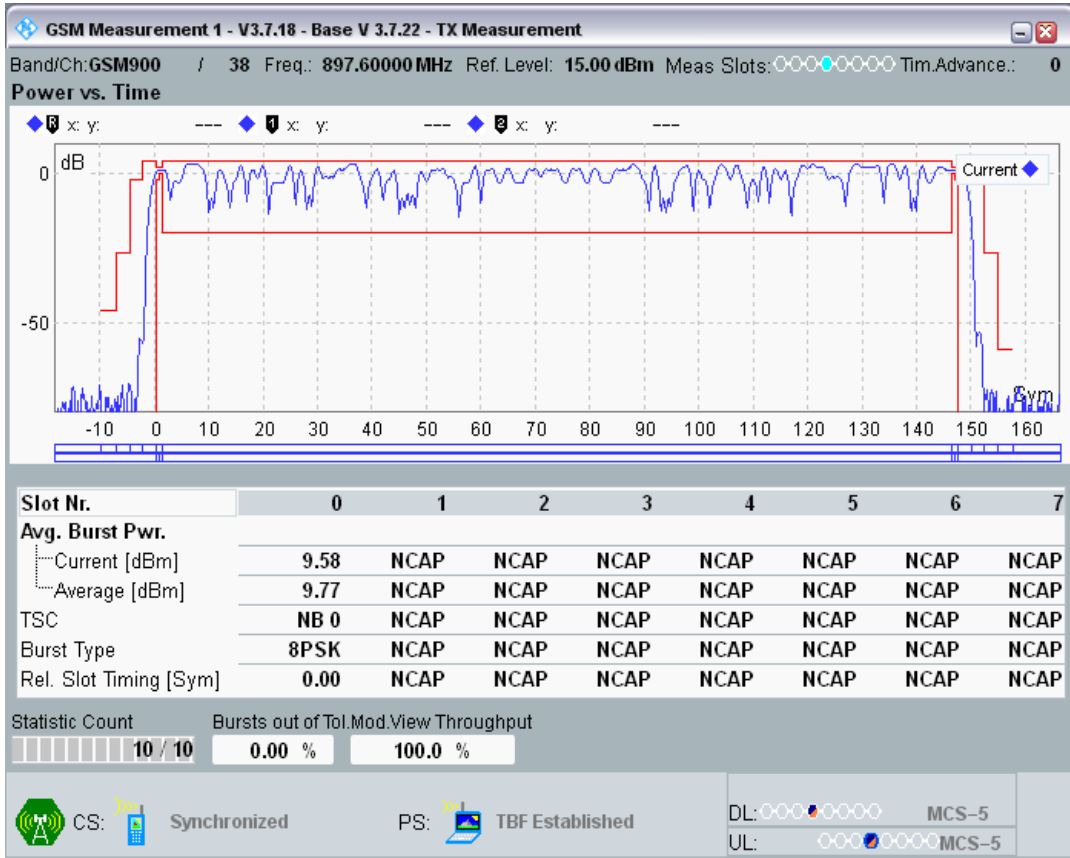 GSM Measurement 1 - V3.7.18 - Base V 3.7.22 - TX Measurement
Band/Ch:GSM900 / 38 Freq.: 897.60000 MHz Ref. Level: 15.00 dBm Meas Slots: Tim.Advance.: 0
Power vs. Time
R x: y: --- 1 x: y: --- 2 x: y: ---
dB
Current
0
-50
Sym
-10 0 10 20 30 40 50 60 70 80 90 100 110 120 130 140 150 160
Slot Nr. 0 1 2 3 4 5 6 7
Avg. Burst Pwr.
Current [dBm] 9.58 NCAP NCAP NCAP NCAP NCAP NCAP NCAP
Average [dBm] 9.77 NCAP NCAP NCAP NCAP NCAP NCAP NCAP
TSC NB 0 NCAP NCAP NCAP NCAP NCAP NCAP NCAP
Burst Type 8PSK NCAP NCAP NCAP NCAP NCAP NCAP NCAP
Rel. Slot Timing [Sym] 0.00 NCAP NCAP NCAP NCAP NCAP NCAP NCAP
Statistic Count Bursts out of Tol.Mod.View Throughput
10 / 10 0.00 % 100.0 %
CS: Synchronized PS: TBF Established DL: MCS-5
UL: MCS-5